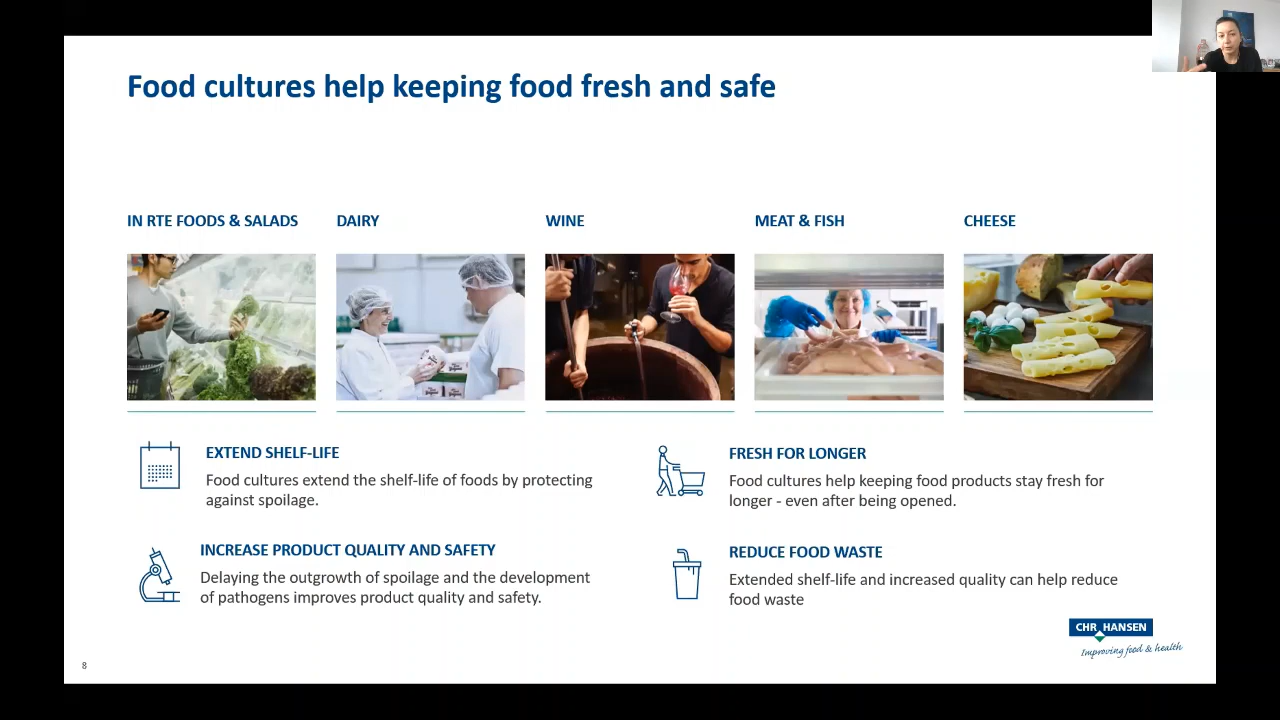 Food cultures help keeping food fresh and safe
IN RTE FOODS & SALADS
DAIRY
WINE
MEAT & FISH
CHEESE
EXTEND SHELF-LIFE
Food cultures extend the shelf-life of foods by protecting
against spoilage.
FRESH FOR LONGER
Food cultures help keeping food products stay fresh for
longer - even after being opened.
INCREASE PRODUCT QUALITY AND SAFETY
Delaying the outgrowth of spoilage and the development
of pathogens improves product quality and safety.
REDUCE FOOD WASTE
Extended shelf-life and increased quality can help reduce
food waste
CHR HANSEN
Improving food & health
8